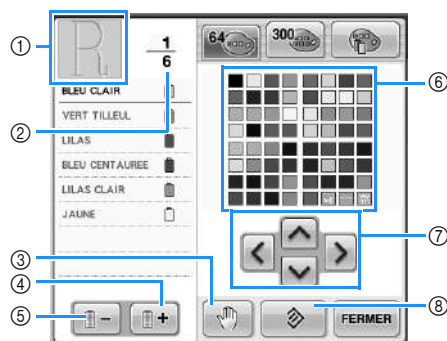 ①
R
1
6
②
64
300
BLEU CLAIR
VERT TILLEUL
LILAS
BLEU CENTAUREE
LILAS CLAIR
JAUNE
⑥
⑦
③
④
⑤
−
+
⑧
FERMER